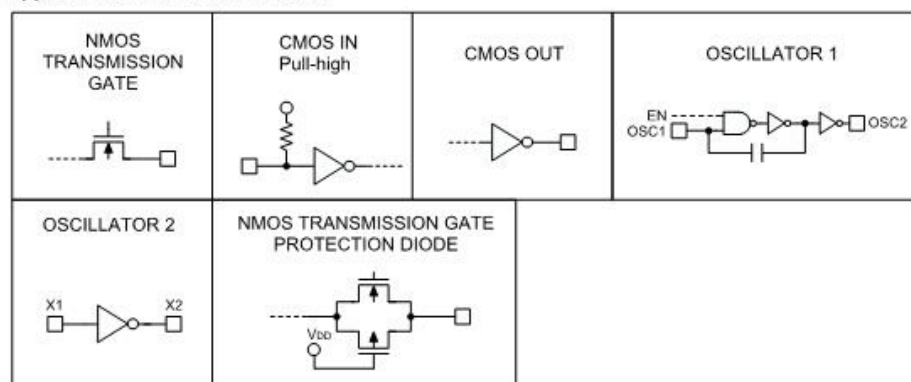 NMOS
TRANSMISSION
GATE
CMOS IN
Pull-high
CMOS OUT
OSCILLATOR 1
EN
OSC1
OSC2
OSCILLATOR 2
X1
X2
NMOS TRANSMISSION GATE
PROTECTION DIODE
VDD